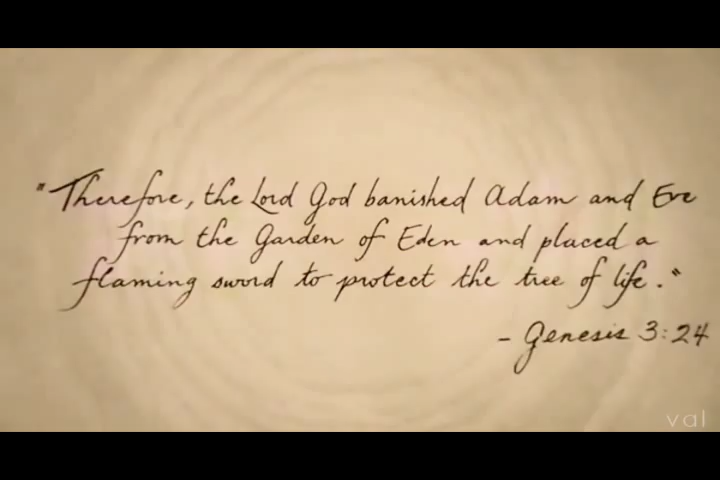 "Therefore, the Lord God banished Adam and Eve
from the Garden of Eden and placed a
flaming sword to protect the tree of life."
- Genesis 3:24
val